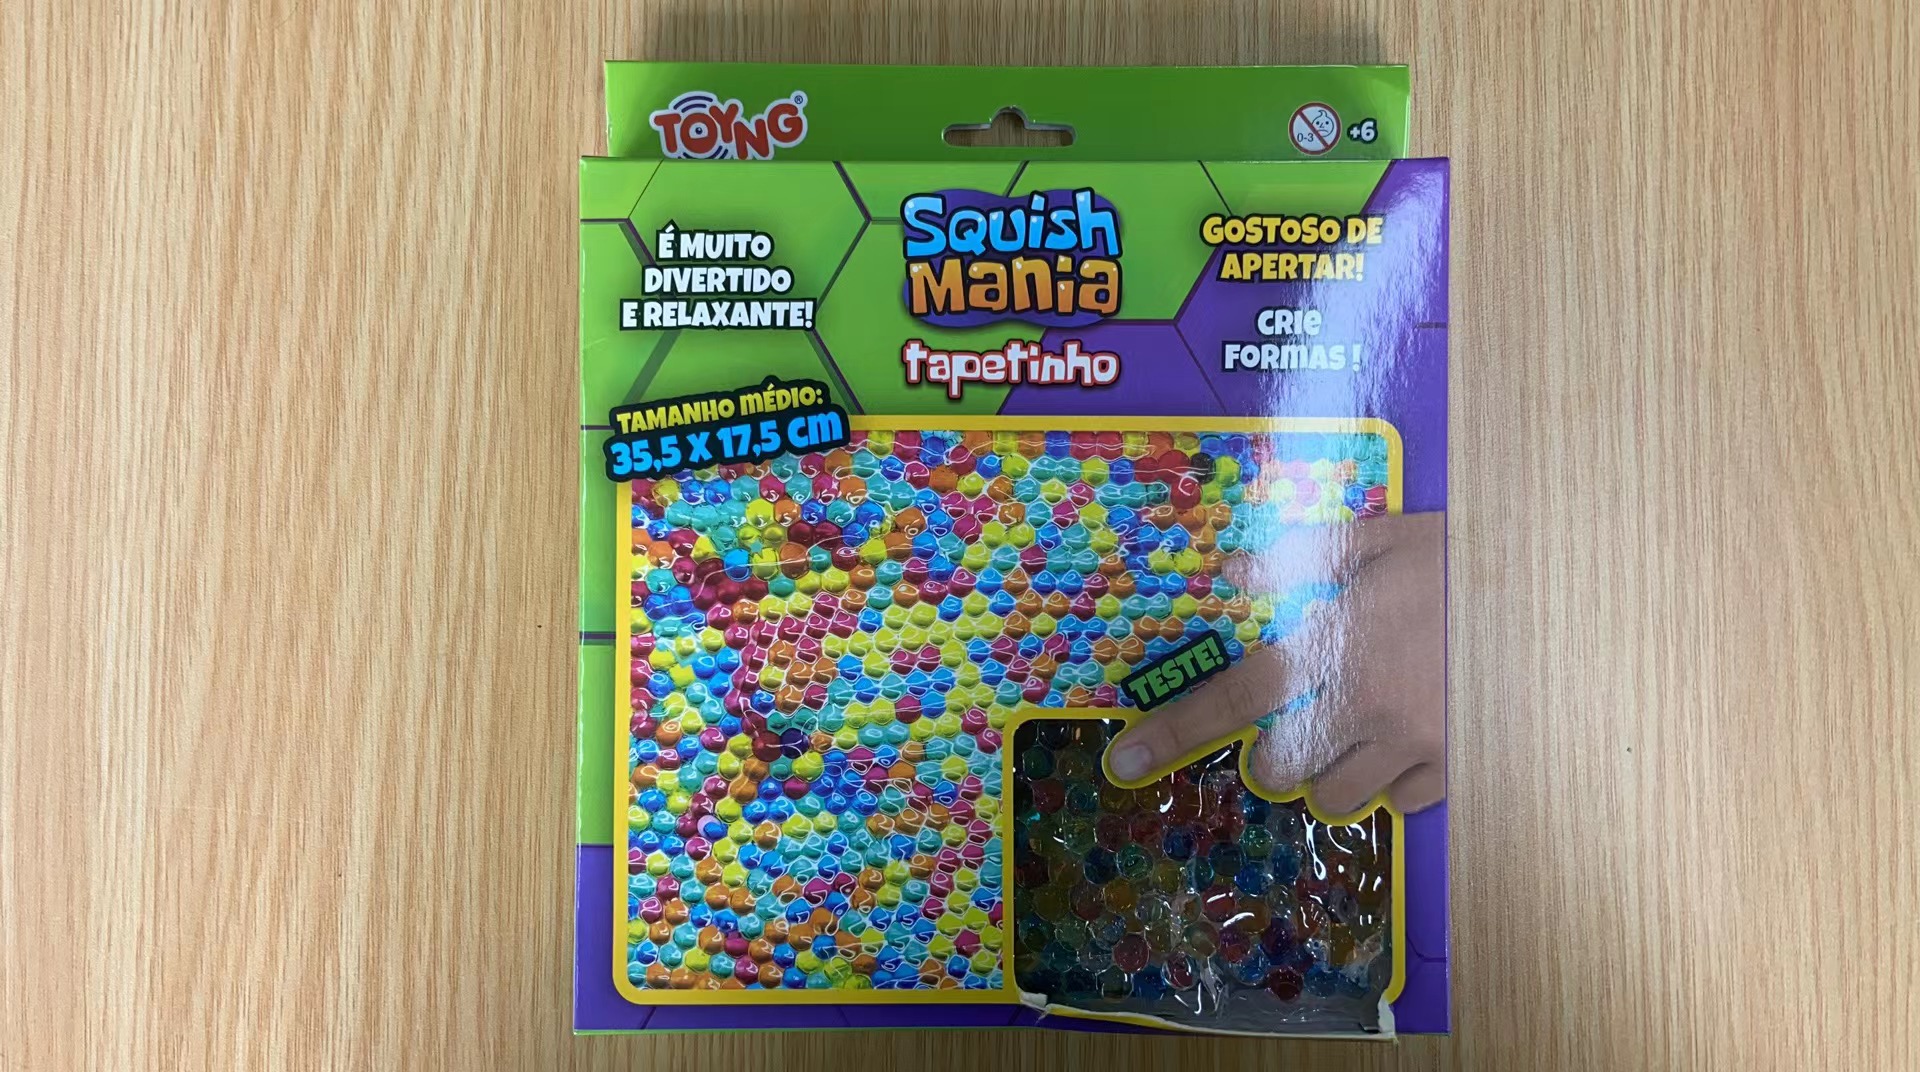 TOYNG®
0-3
+6
É MUITO
DIVERTIDO
E RELAXANTE!
Squish
Mania
tapetinho
GOSTOSO DE
APERTAR!
CRIE
FORMAS!
TAMANHO MÉDIO:
35,5 X 17,5 cm
TESTE!